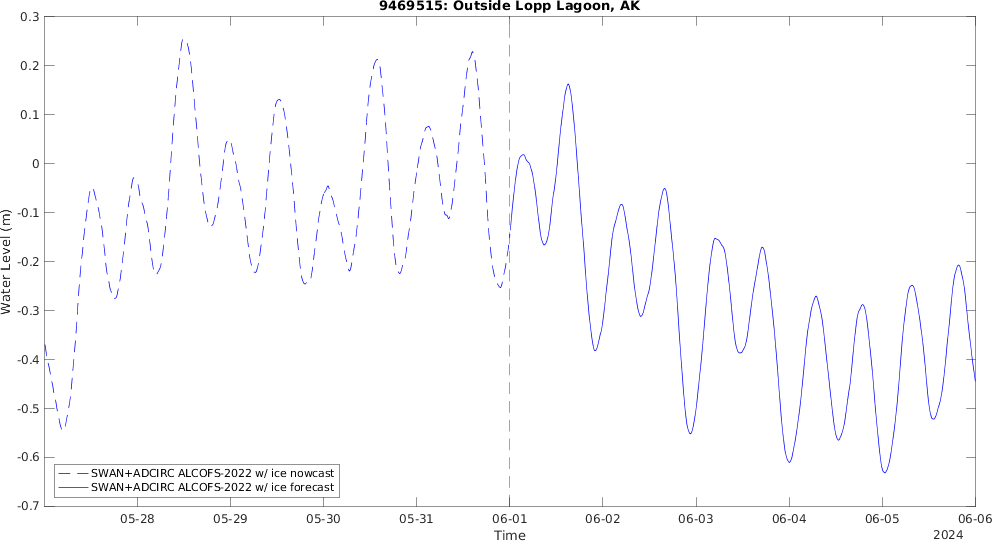 9469515: Outside Lopp Lagoon, AK
0.3
0.2
0.1
0
-0.1
-0.2
-0.3
-0.4
-0.5
-0.6
-0.7
Water Level (m)
SWAN+ADCIRC ALCOFS-2022 w/ ice nowcast
SWAN+ADCIRC ALCOFS-2022 w/ ice forecast
05-28 05-29 05-30 05-31 06-01 06-02 06-03 06-04 06-05 06-06
Time
2024